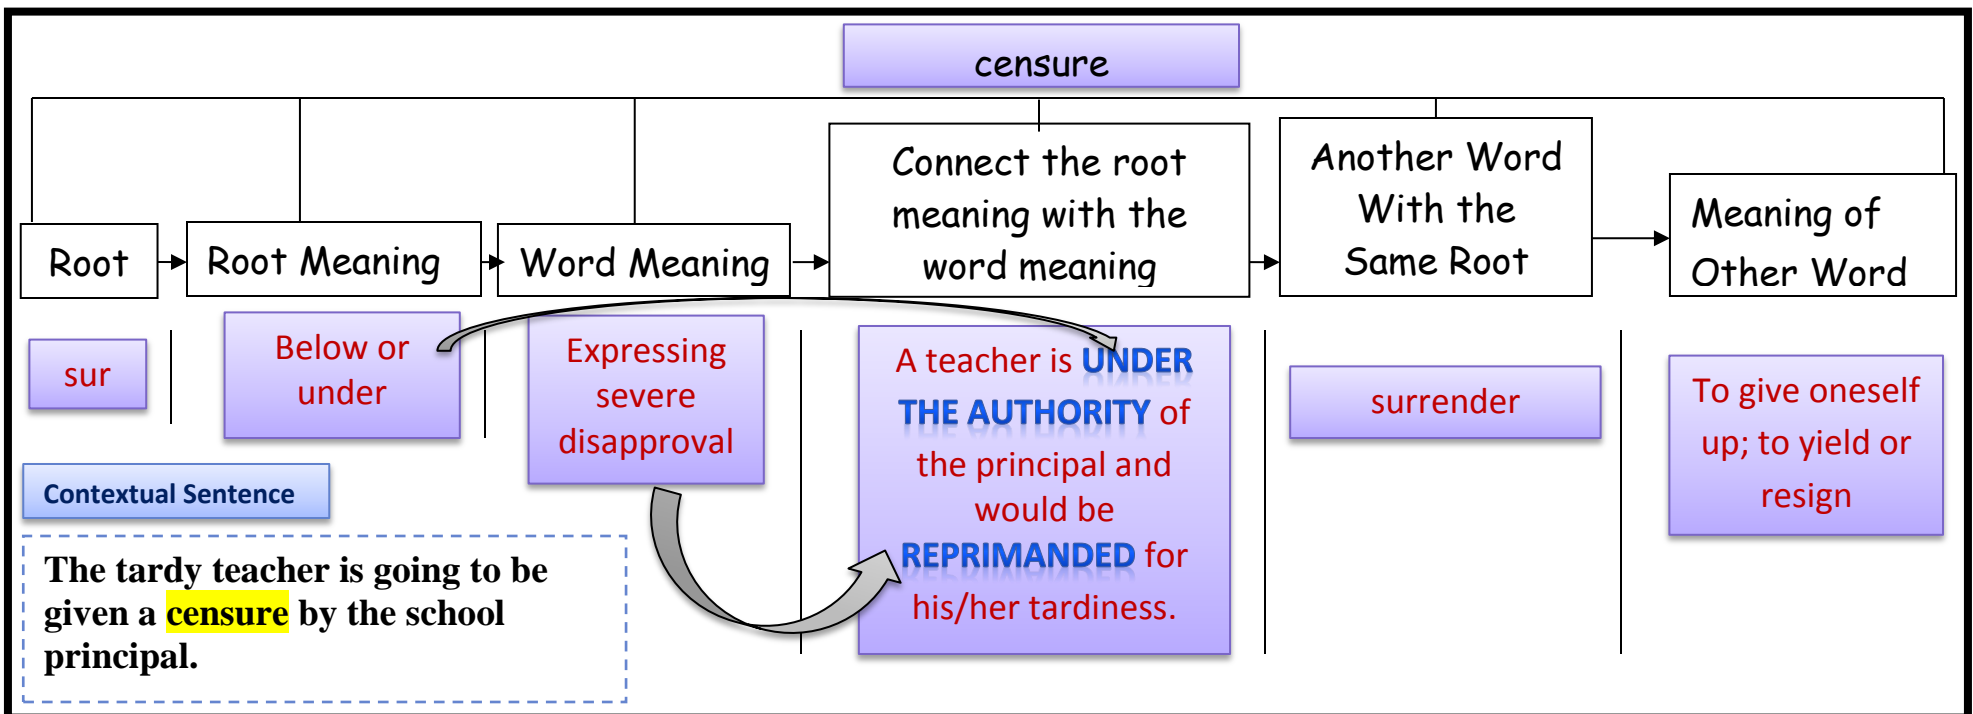 censure
Root
Root Meaning
Word Meaning
Connect the root
meaning with the
word meaning
Another Word
With the
Same Root
Meaning of
Other Word
sur
Below or
under
Expressing
severe
disapproval
A teacher is UNDER
THE AUTHORITY of
the principal and
would be
REPRIMANDED for
his/her tardiness.
surrender
To give oneself
up; to yield or
resign
Contextual Sentence
The tardy teacher is going to be
given a censure by the school
principal.